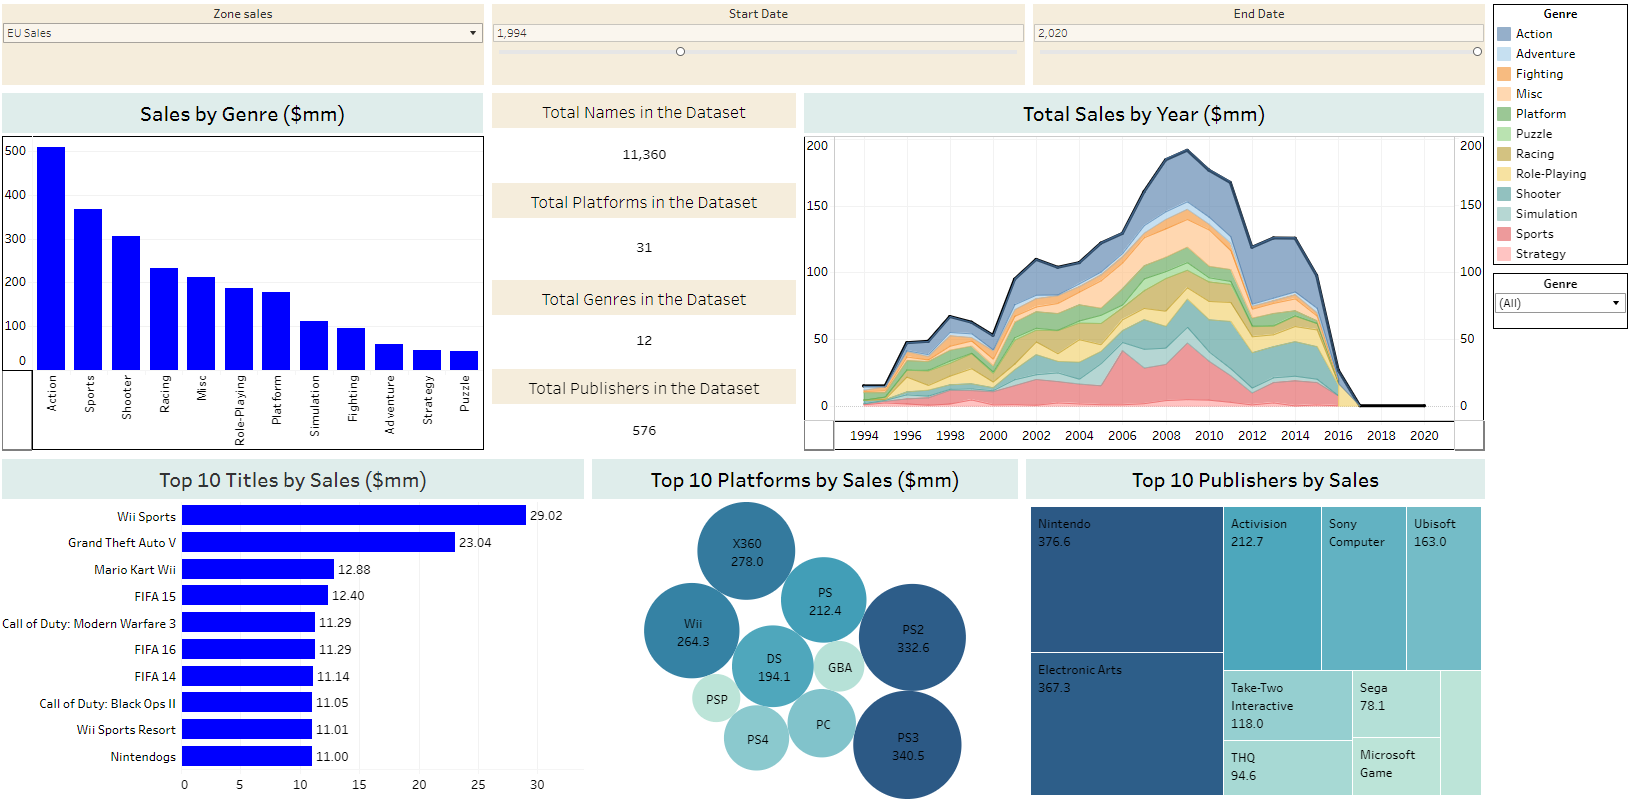 Zone sales
EU Sales
Start Date
1,994
End Date
2,020
Genre
Action
Adventure
Fighting
Misc
Platform
Puzzle
Racing
Role-Playing
Shooter
Simulation
Sports
Strategy
Genre
(All)
Sales by Genre ($mm)
500
400
300
200
100
0
Action
Sports
Shooter
Racing
Misc
Role-Playing
Platform
Simulation
Fighting
Adventure
Strategy
Puzzle
Total Names in the Dataset
11,360
Total Platforms in the Dataset
31
Total Genres in the Dataset
12
Total Publishers in the Dataset
576
Total Sales by Year ($mm)
200
150
100
50
0
200
150
100
50
0
1994 1996 1998 2000 2002 2004 2006 2008 2010 2012 2014 2016 2018 2020
Top 10 Titles by Sales ($mm)
Wii Sports 29.02
Grand Theft Auto V 23.04
Mario Kart Wii 12.88
FIFA 15 12.40
Call of Duty: Modern Warfare 3 11.29
FIFA 16 11.29
FIFA 14 11.14
Call of Duty: Black Ops II 11.05
Wii Sports Resort 11.01
Nintendogs 11.00
0 5 10 15 20 25 30
Top 10 Platforms by Sales ($mm)
X360
278.0
PS
212.4
Wii
264.3
PS2
332.6
DS
194.1
GBA
PSP
PC
PS4
PS3
340.5
Top 10 Publishers by Sales
Nintendo
376.6
Electronic Arts
367.3
Activision
212.7
Sony
Computer
Ubisoft
163.0
Take-Two
Interactive
118.0
THQ
94.6
Sega
78.1
Microsoft
Game